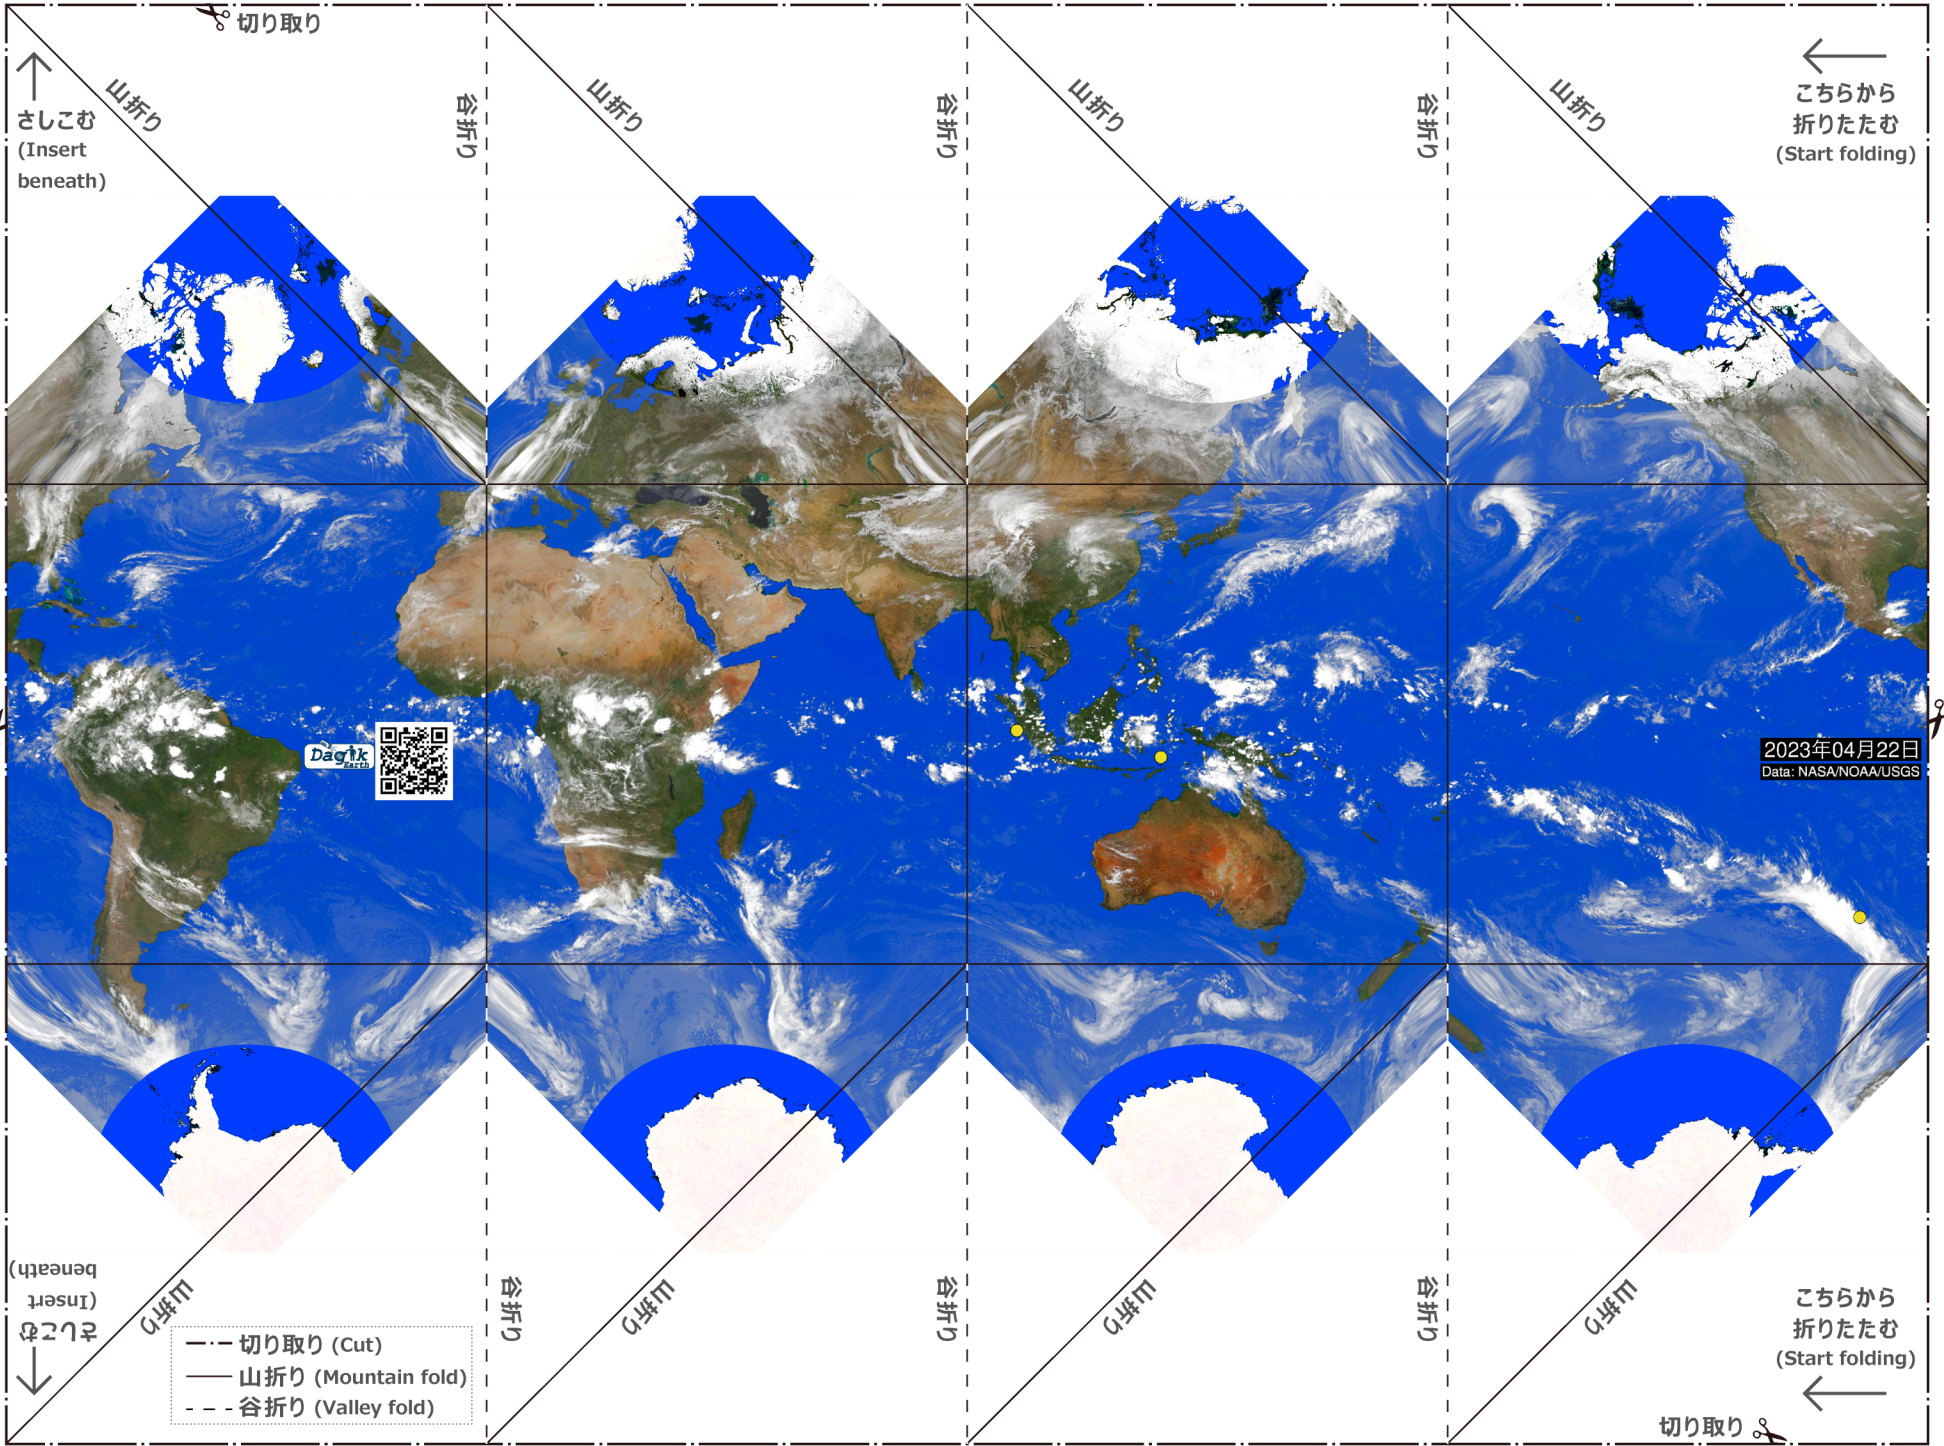 切り取り
山折り
谷折り
山折り
谷折り
山折り
谷折り
山折り
さしこむ
(Insert
beneath)
こちらから
折りたたむ
(Start folding)
Dagik
Earth
2023年04月22日
Data: NASA/NOAA/USGS
さしこむ
(Insert
beneath)
山折り
谷折り
山折り
谷折り
山折り
谷折り
山折り
こちらから
折りたたむ
(Start folding)
切り取り (Cut)
山折り (Mountain fold)
谷折り (Valley fold)
切り取り